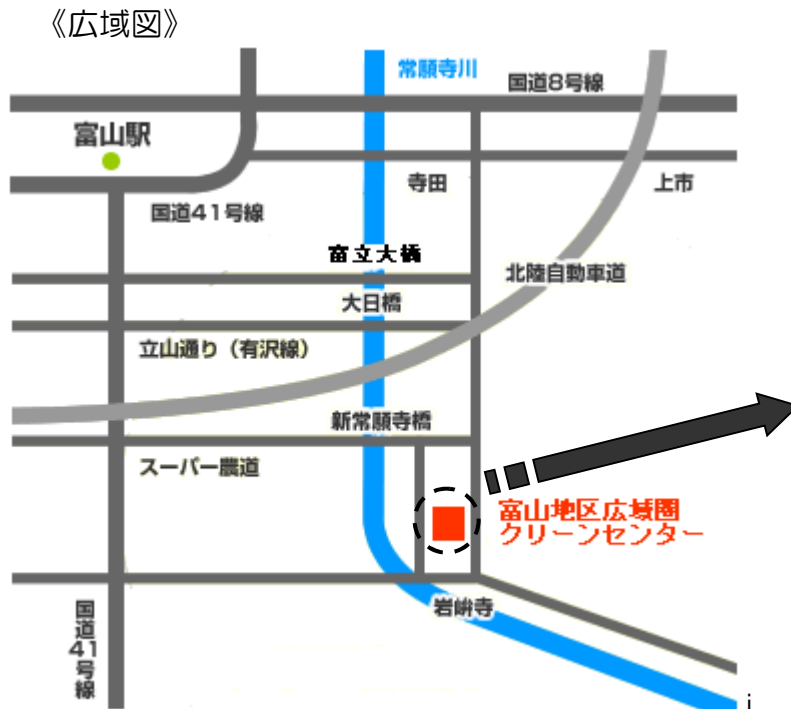 《広域図》
常願寺川
国道8号線
富山駅
寺田
上市
国道41号線
富立大橋
北陸自動車道
大日橋
立山通り（有沢線）
新常願寺橋
スーパー農道
富山地区広域圏
クリーンセンター
岩峅寺
国道41号線
i